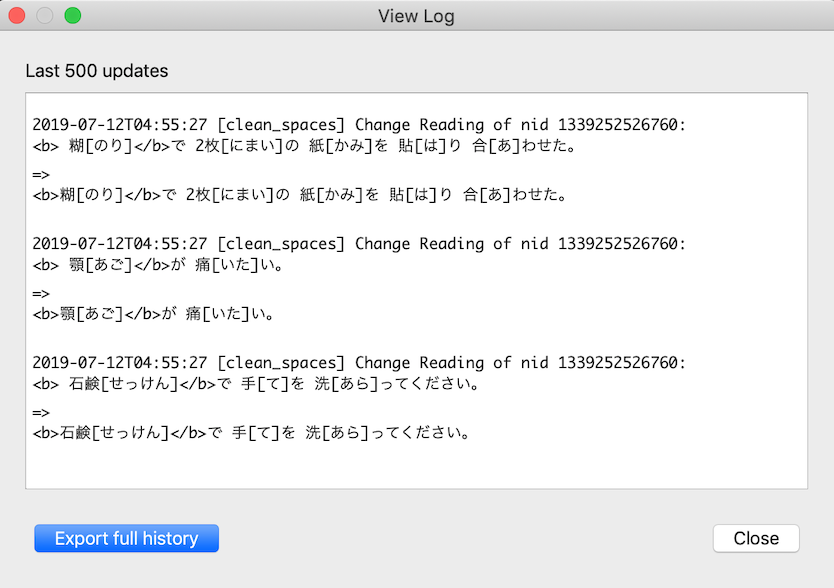 View Log
Last 500 updates
2019-07-12T04:55:27 [clean_spaces] Change Reading of nid 1339252526760:
<b> 糊[のり]</b>で 2枚[にまい]の 紙[かみ]を 貼[は]り 合[あ]わせた。
=>
<b>糊[のり]</b>で 2枚[にまい]の 紙[かみ]を 貼[は]り 合[あ]わせた。
2019-07-12T04:55:27 [clean_spaces] Change Reading of nid 1339252526760:
<b> 顎[あご]</b>が 痛[いた]い。
=>
<b>顎[あご]</b>が 痛[いた]い。
2019-07-12T04:55:27 [clean_spaces] Change Reading of nid 1339252526760:
<b> 石鹸[せっけん]</b>で 手[て]を 洗[あら]ってください。
=>
<b>石鹸[せっけん]</b>で 手[て]を 洗[あら]ってください。
Export full history
Close